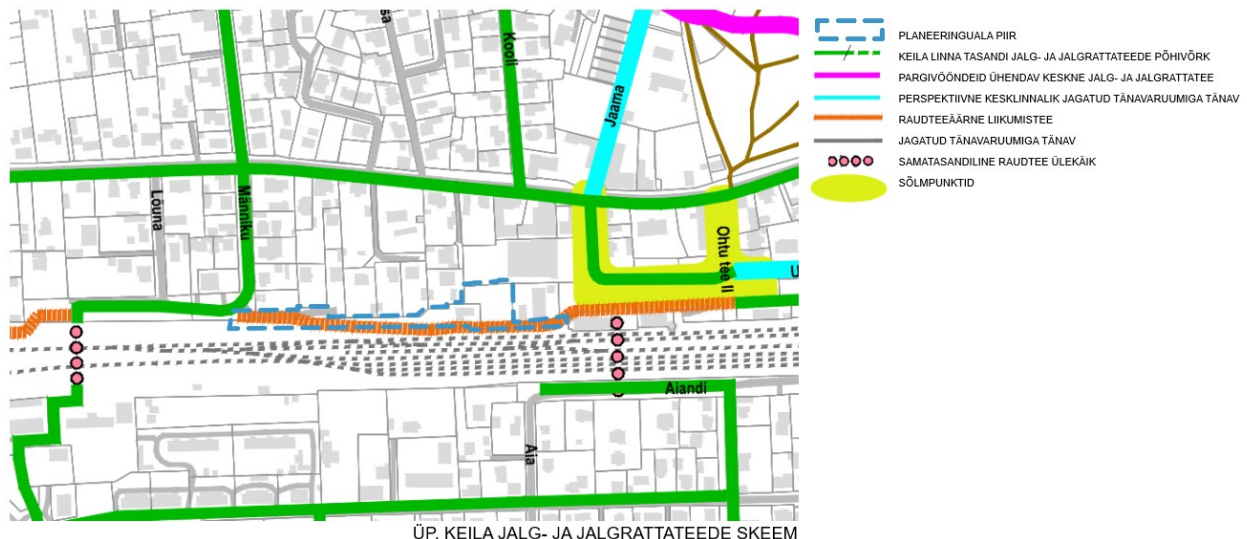 sa
Kooli
Jaama
Lõuna
Männiku
Ohtu tee II
U
Aiandi
Aia
PLANEERINGUALA PIIR
KEILA LINNA TASANDI JALG- JA JALGRATTATEEDE PÕHIVÕRK
PARGIVÖÖNDEID ÜHENDAV KESKNE JALG- JA JALGRATTATEE
PERSPEKTIIVNE KESKLINNALIK JAGATUD TÄNAVARUUMIGA TÄNAV
RAUDTEEÄÄRNE LIIKUMISTEE
JAGATUD TÄNAVARUUMIGA TÄNAV
SAMATASANDILINE RAUDTEE ÜLEKÄIK
SÕLMPUNKTID
ÜP. KEILA JALG- JA JALGRATTATEEDE SKEEM